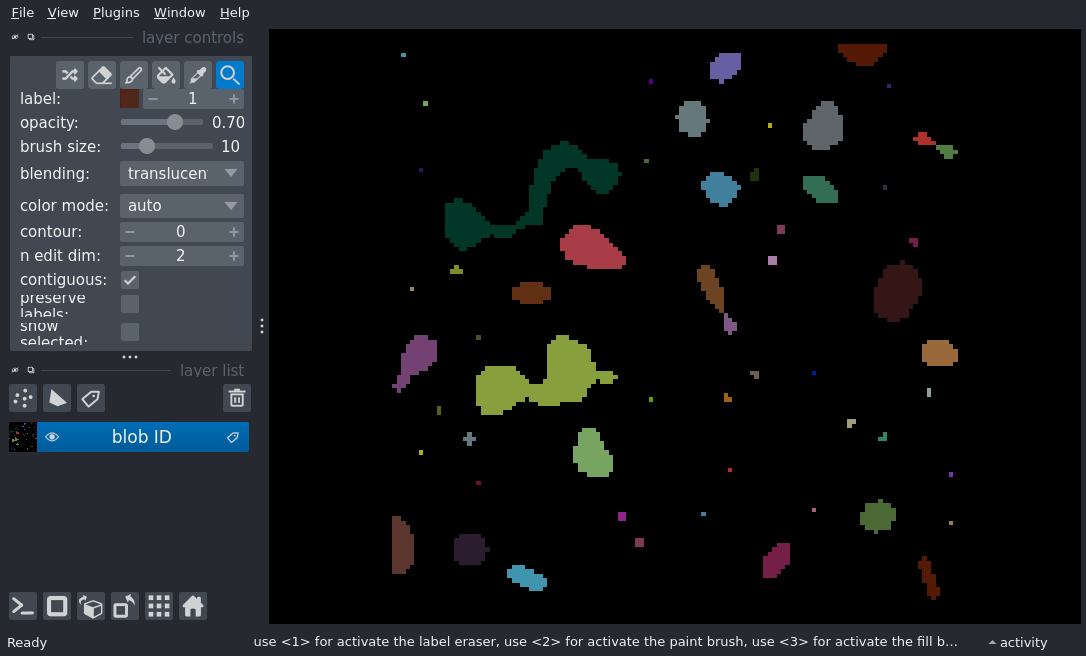 File View Plugins Window Help
layer controls
label: 1
opacity: 0.70
brush size: 10
blending: translucen
color mode: auto
contour: 0
n edit dim: 2
contiguous:
preserve
labels:
show
selected:
layer list
blob ID
Ready use <1> for activate the label eraser, use <2> for activate the paint brush, use <3> for activate the fill b... activity